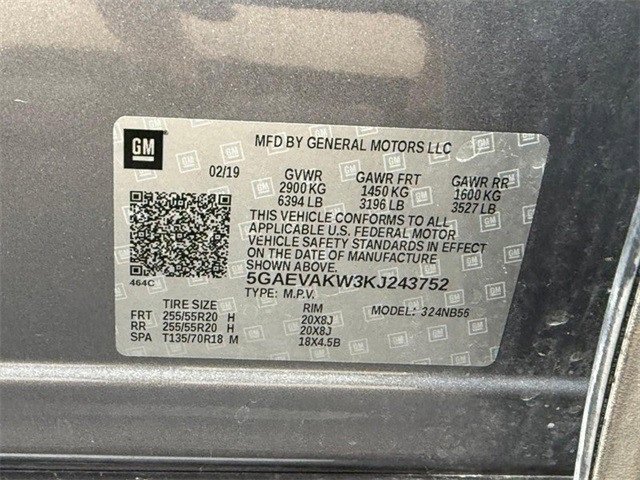 GM
MFD BY GENERAL MOTORS LLC
02/19 GVWR GAWR FRT GAWR RR
2900 KG 1450 KG 1600 KG
6394 LB 3196 LB 3527 LB
THIS VEHICLE CONFORMS TO ALL
APPLICABLE U.S. FEDERAL MOTOR
VEHICLE SAFETY STANDARDS IN EFFECT
ON THE DATE OF MANUFACTURE
SHOWN ABOVE.
464C
5GAEVAKW3KJ243752
TYPE: M.P.V. MODEL: 324NB56
TIRE SIZE RIM
FRT 255/55R20 H 20X8J
RR 255/55R20 H 20X8J
SPA T135/70R18 M 18X4.5B